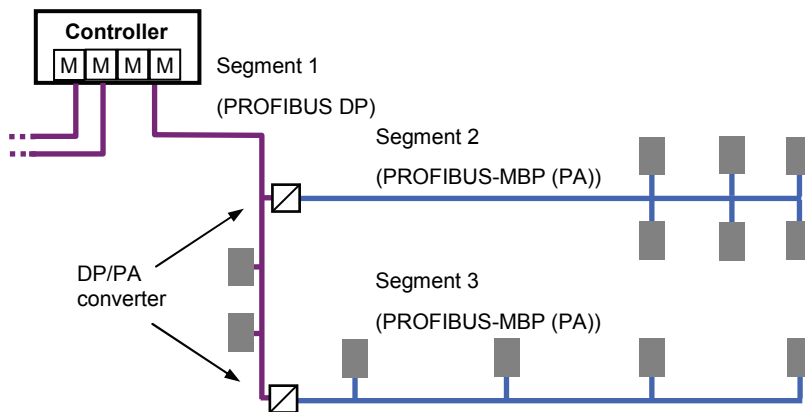 Controller
M M M M
Segment 1
(PROFIBUS DP)
Segment 2
(PROFIBUS-MBP (PA))
DP/PA
converter
Segment 3
(PROFIBUS-MBP (PA))